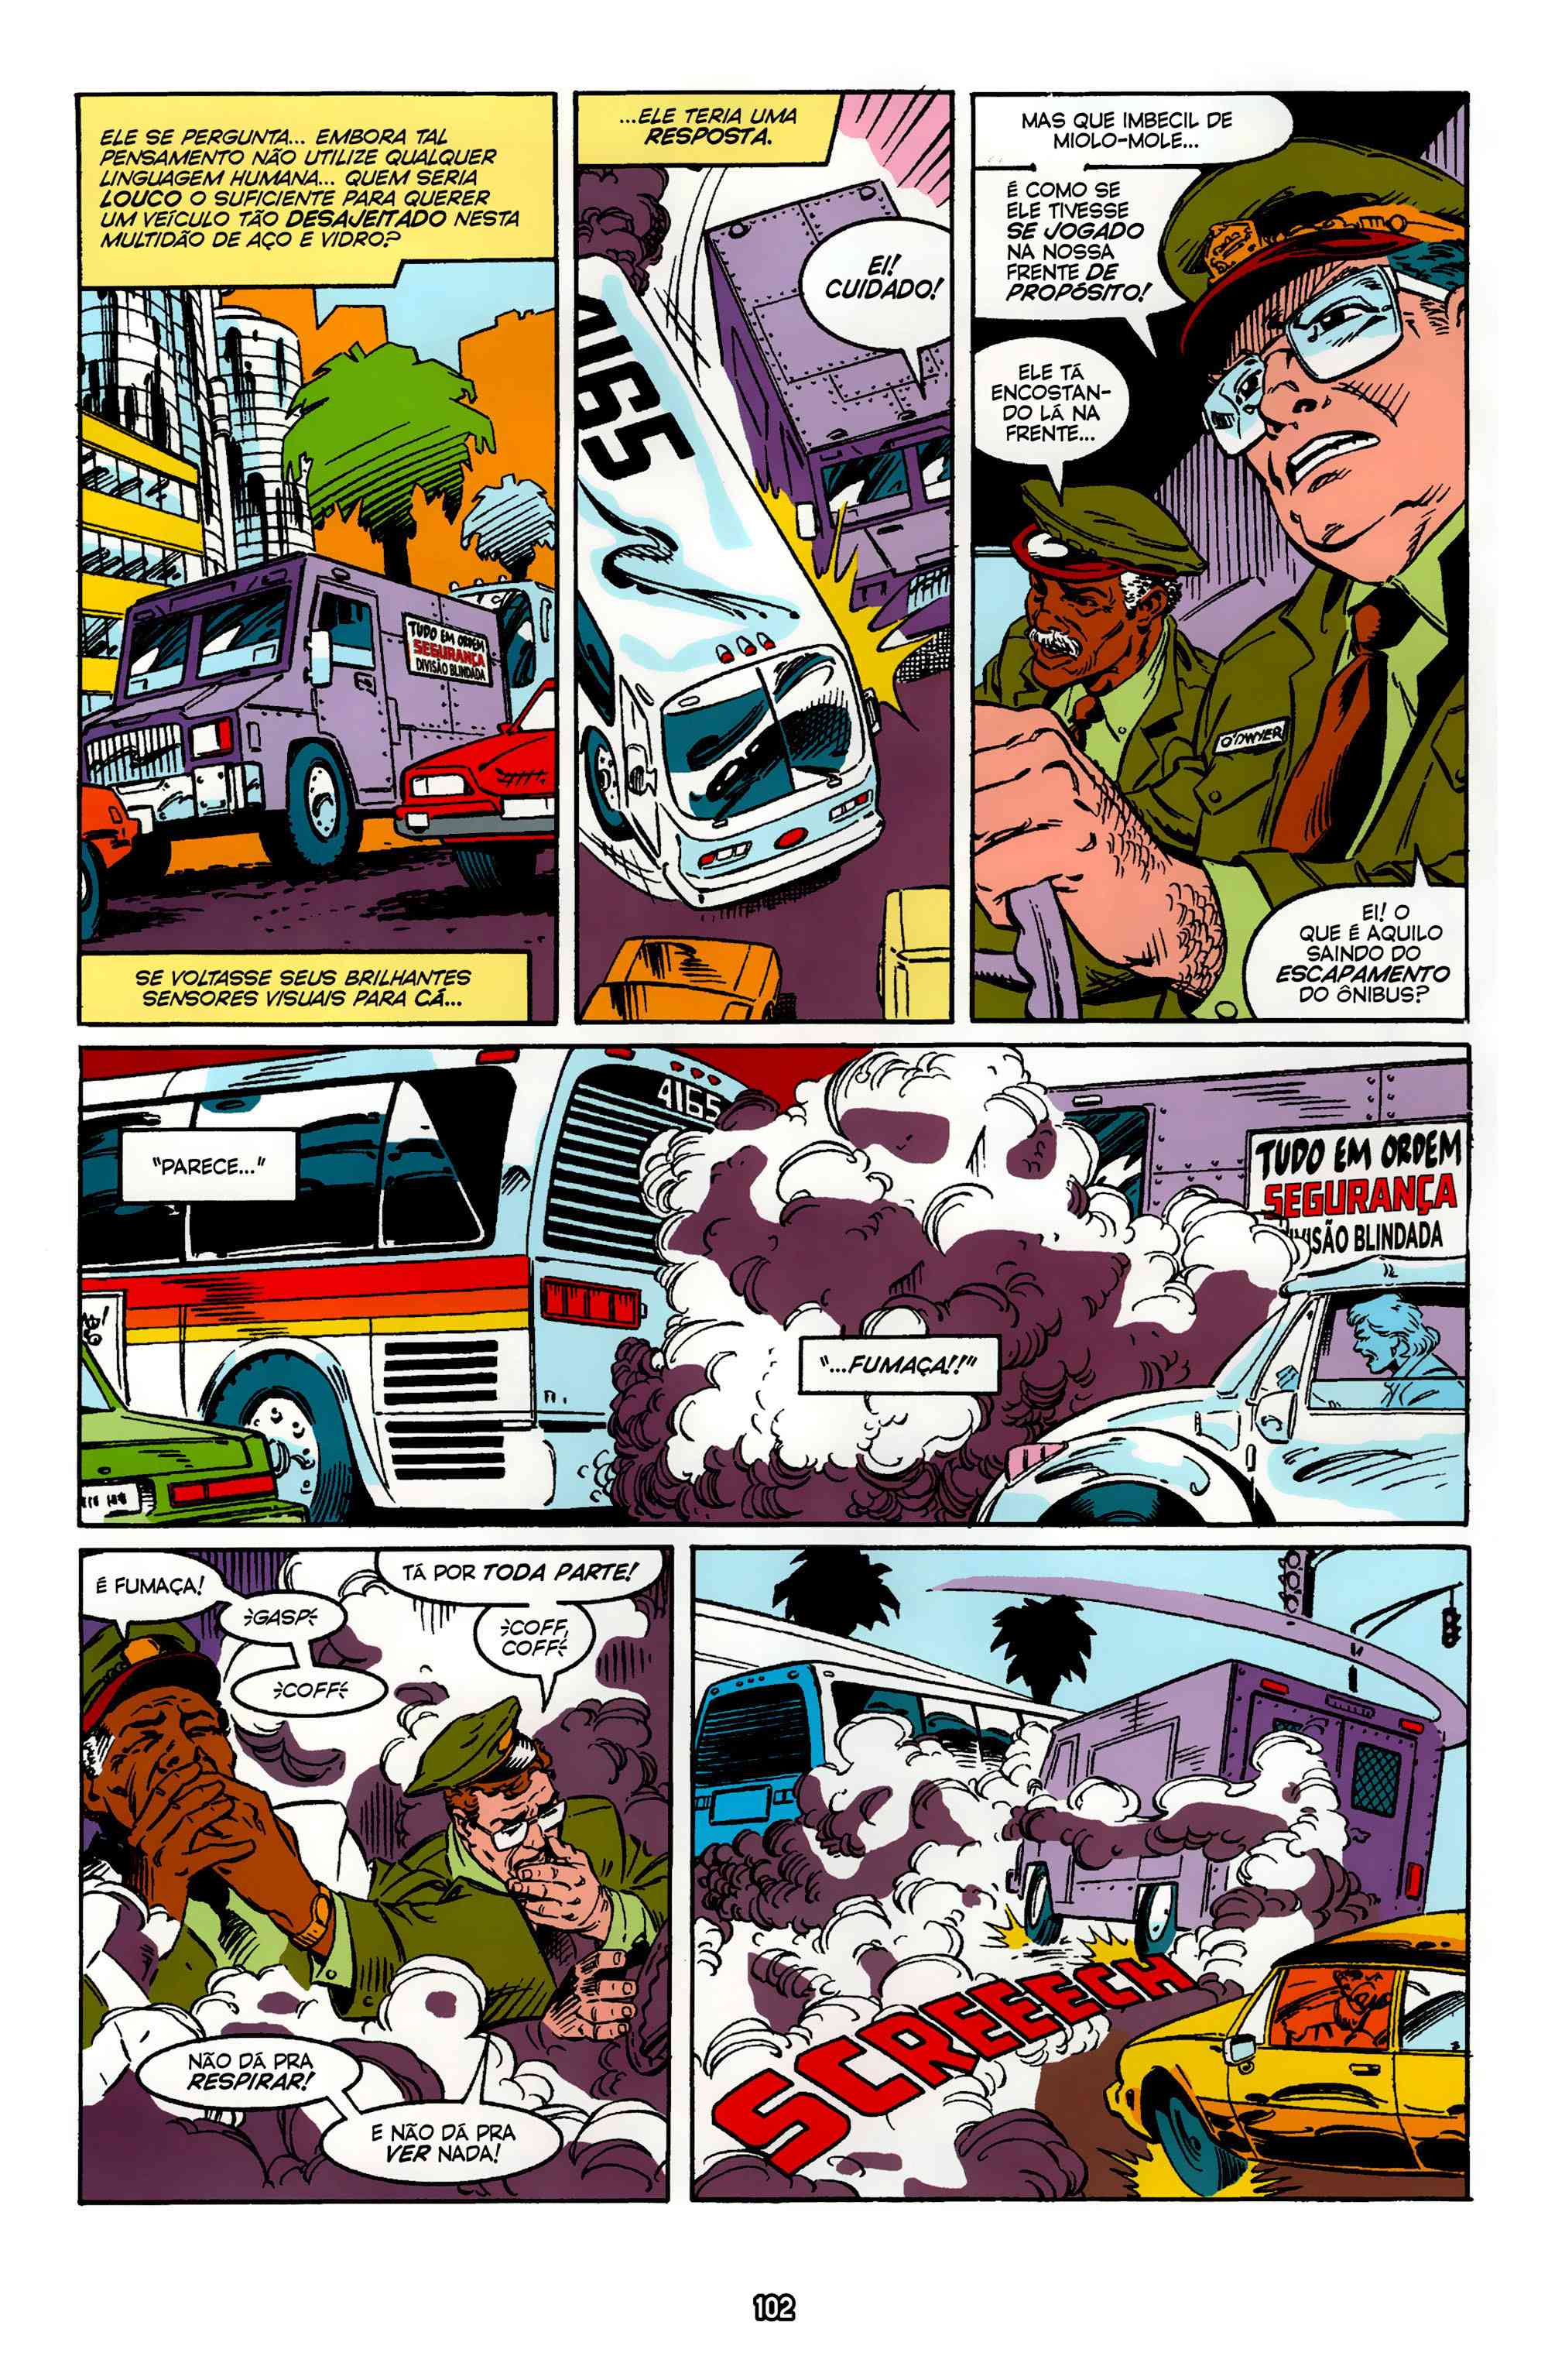 ELE SE PERGUNTA... EMBORA TAL
PENSAMENTO NÃO UTILIZE QUALQUER
LINGUAGEM HUMANA... QUEM SERIA
LOUCO O SUFICIENTE PARA QUERER
UM VEÍCULO TÃO DESAJEITADO NESTA
MULTIDÃO DE AÇO E VIDRO?
TUDO EM ORDEM
SEGURANÇA
DIVISÃO BLINDADA
SE VOLTASSE SEUS BRILHANTES
SENSORES VISUAIS PARA CÁ...
...ELE TERIA UMA
RESPOSTA.
EI!
CUIDADO!
4165
MAS QUE IMBECIL DE
MIOLO-MOLE...
É COMO SE
ELE TIVESSE
SE JOGADO
NA NOSSA
FRENTE DE
PROPÓSITO!
ELE TÁ
ENCOSTAN-
DO LÁ NA
FRENTE...
O'DWYER
EI! O
QUE É AQUILO
SAINDO DO
ESCAPAMENTO
DO ÔNIBUS?
4165
"PARECE..."
TUDO EM ORDEM
SEGURANÇA
VISÃO BLINDADA
"...FUMAÇA!!"
É FUMAÇA!
GASP
COFF
TÁ POR TODA PARTE!
COFF,
COFF
NÃO DÁ PRA
RESPIRAR!
E NÃO DÁ PRA
VER NADA!
SCREEECH
102